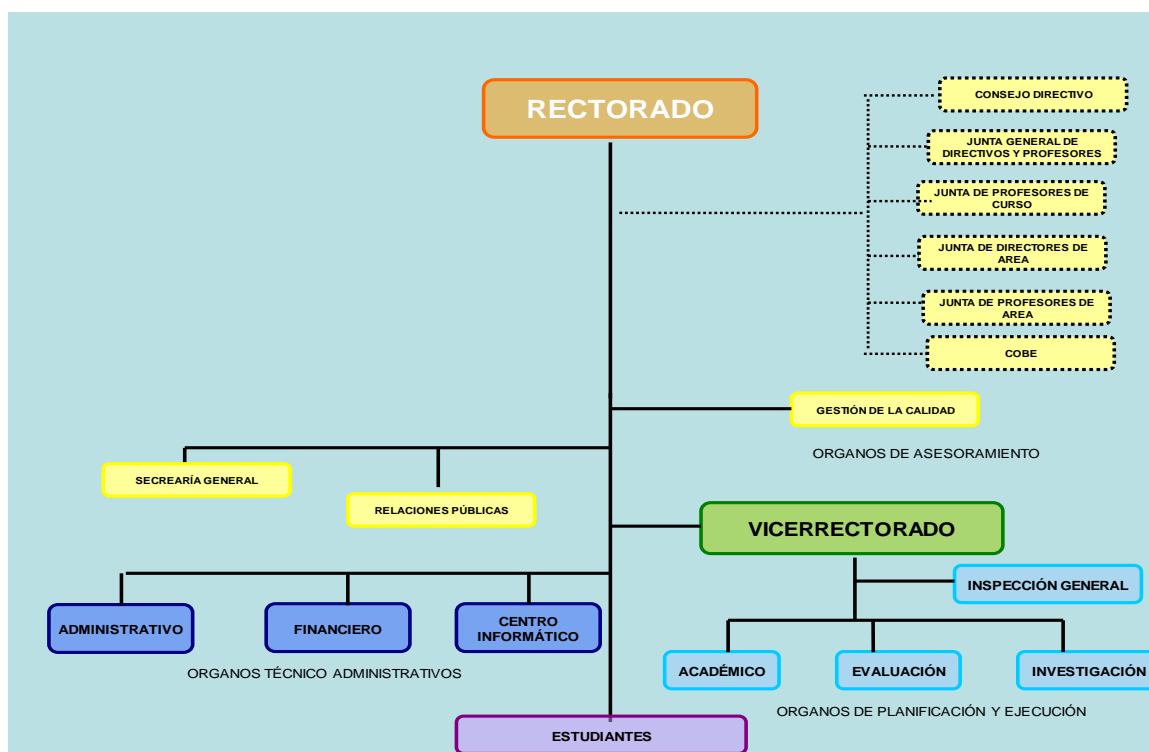 RECTORADO
CONSEJO DIRECTIVO
JUNTA GENERAL DE
DIRECTIVOS Y PROFESORES
JUNTA DE PROFESORES DE
CURSO
JUNTA DE DIRECTORES DE
AREA
JUNTA DE PROFESORES DE
AREA
COBE
GESTIÓN DE LA CALIDAD
ORGANOS DE ASESORAMIENTO
SECREARÍA GENERAL
RELACIONES PÚBLICAS
VICERRECTORADO
INSPECCIÓN GENERAL
ADMINISTRATIVO
FINANCIERO
CENTRO
INFORMÁTICO
ORGANOS TÉCNICO ADMINISTRATIVOS
ACADÉMICO
EVALUACIÓN
INVESTIGACIÓN
ORGANOS DE PLANIFICACIÓN Y EJECUCIÓN
ESTUDIANTES